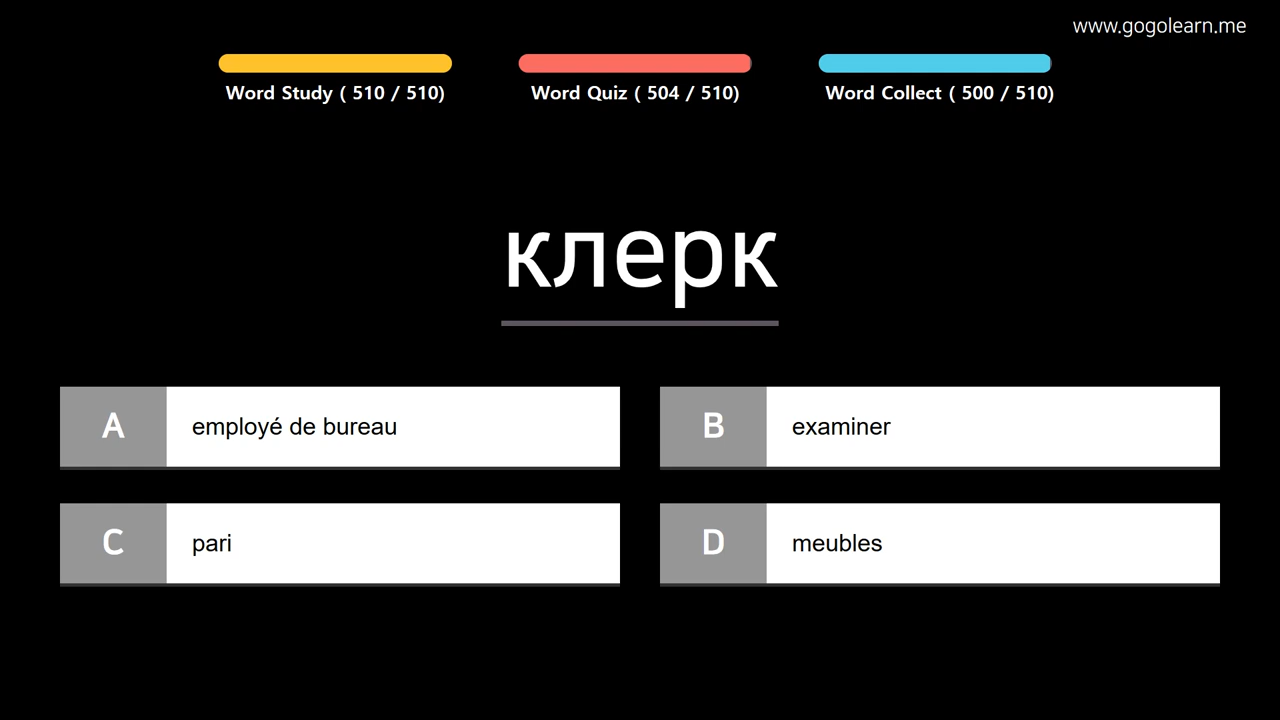 www.gogolearn.me
Word Study ( 510 / 510)
Word Quiz ( 504 / 510)
Word Collect ( 500 / 510)
клерк
A employé de bureau
B examiner
C pari
D meubles